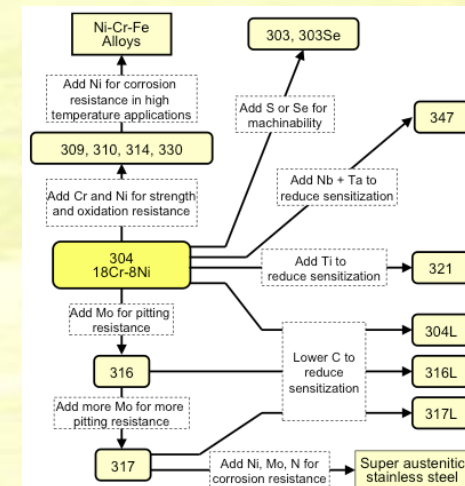 Ni-Cr-Fe
Alloys
303, 303Se
Add Ni for corrosion
resistance in high
temperature applications
Add S or Se for
machinability
347
309, 310, 314, 330
Add Nb + Ta to
reduce sensitization
Add Cr and Ni for strength
and oxidation resistance
304
18Cr-8Ni
Add Ti to
reduce sensitization
321
Add Mo for pitting
resistance
304L
Lower C to
reduce
sensitization
316
316L
Add more Mo for more
pitting resistance
317L
317
Add Ni, Mo, N for
corrosion resistance
Super austenitic
stainless steel